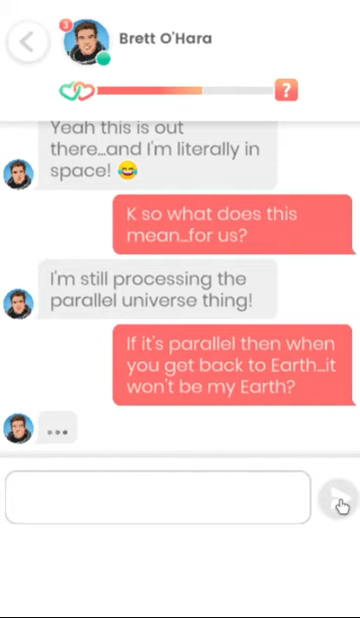 3
Brett O'Hara
?
Yeah this is out
there...and I'm literally in
space! 😂
K so what does this
mean...for us?
I'm still processing the
parallel universe thing!
If it's parallel then when
you get back to Earth...it
won't be my Earth?
...